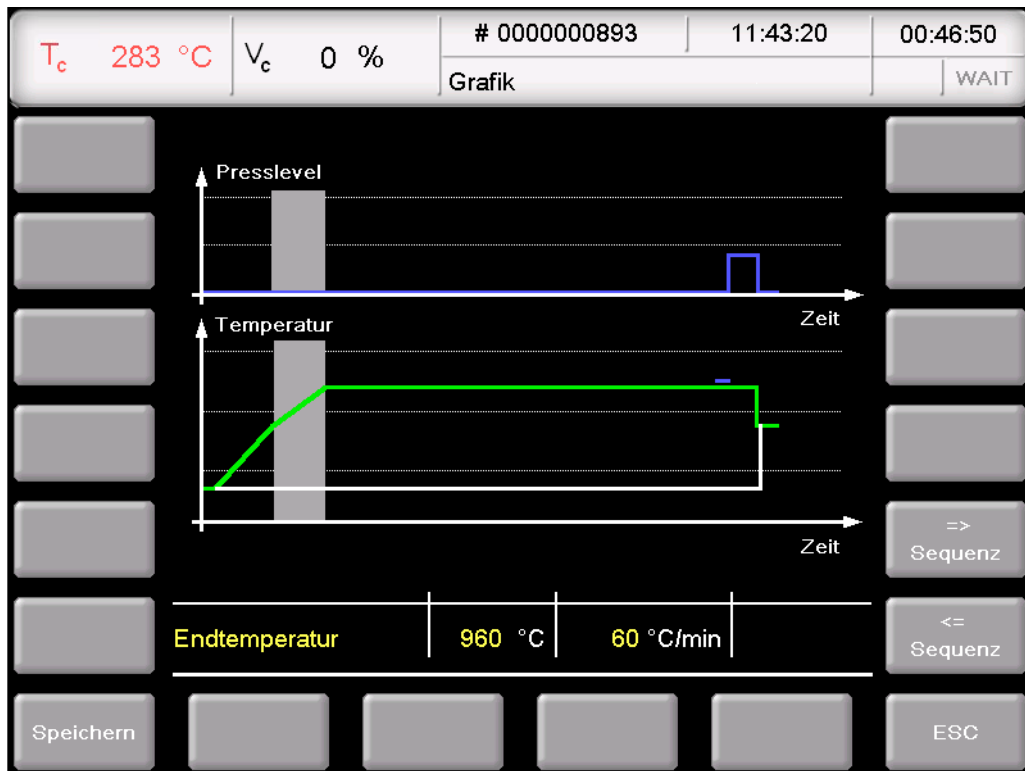 Tc 283 °C Vc 0 % # 0000000893 11:43:20 00:46:50
Grafik WAIT
Presslevel
Zeit
Temperatur
Zeit
=>
Sequenz
Endtemperatur 960 °C 60 °C/min
<=
Sequenz
Speichern ESC